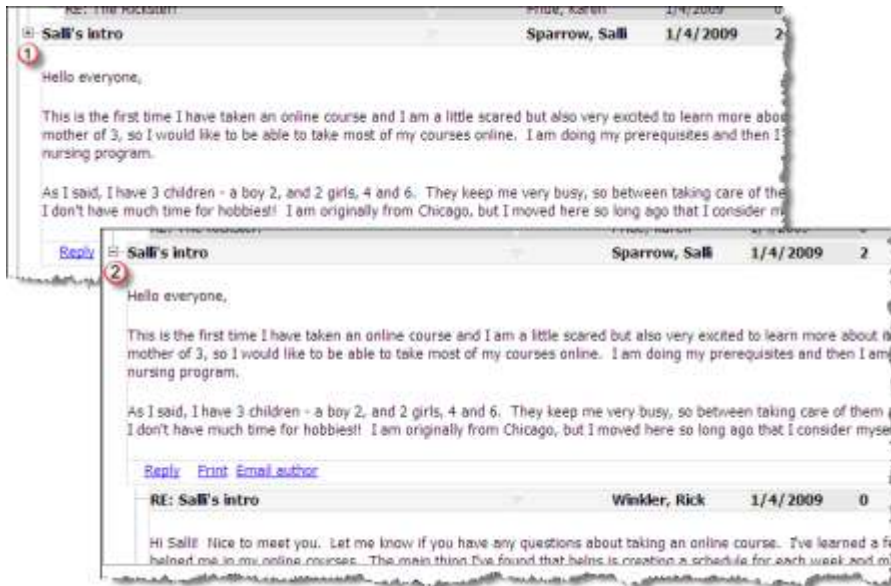 RE: The Rickster! Pride, Karen 1/4/2009 0
Salli's intro Sparrow, Salli 1/4/2009 2
1
Hello everyone,
This is the first time I have taken an online course and I am a little scared but also very excited to learn more abou
mother of 3, so I would like to be able to take most of my courses online. I am doing my prerequisites and then I
nursing program.
As I said, I have 3 children - a boy 2, and 2 girls, 4 and 6. They keep me very busy, so between taking care of the
I don't have much time for hobbies!! I am originally from Chicago, but I moved here so long ago that I consider m
Reply
Salli's intro Sparrow, Salli 1/4/2009 2
2
Hello everyone,
This is the first time I have taken an online course and I am a little scared but also very excited to learn more about
mother of 3, so I would like to be able to take most of my courses online. I am doing my prerequisites and then I am
nursing program.
As I said, I have 3 children - a boy 2, and 2 girls, 4 and 6. They keep me very busy, so between taking care of them
I don't have much time for hobbies!! I am originally from Chicago, but I moved here so long ago that I consider myse
Reply Print Email author
RE: Salli's intro Winkler, Rick 1/4/2009 0
Hi Salli! Nice to meet you. Let me know if you have any questions about taking an online course. I've learned a f
helped me in my online courses. The main thing I've found that helps is creating a schedule for each week and m